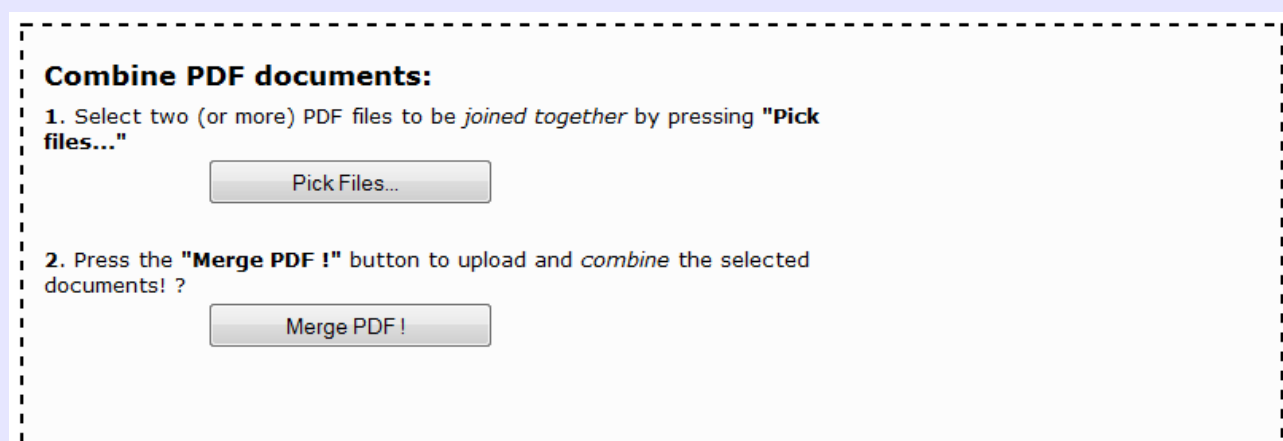 Combine PDF documents:
1. Select two (or more) PDF files to be joined together by pressing "Pick
files..."
Pick Files...
2. Press the "Merge PDF !" button to upload and combine the selected
documents! ?
Merge PDF !